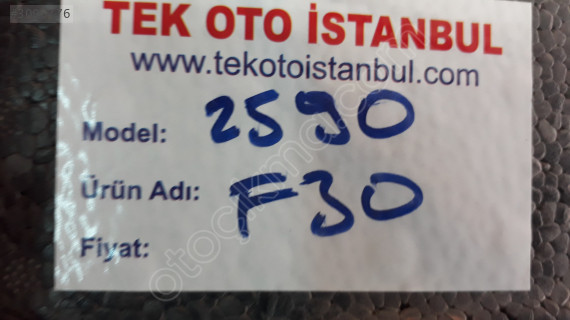 TEK OTO İSTANBUL
www.tekotoistanbul.com
Model: 2590
Ürün Adı: F30
Fiyat: